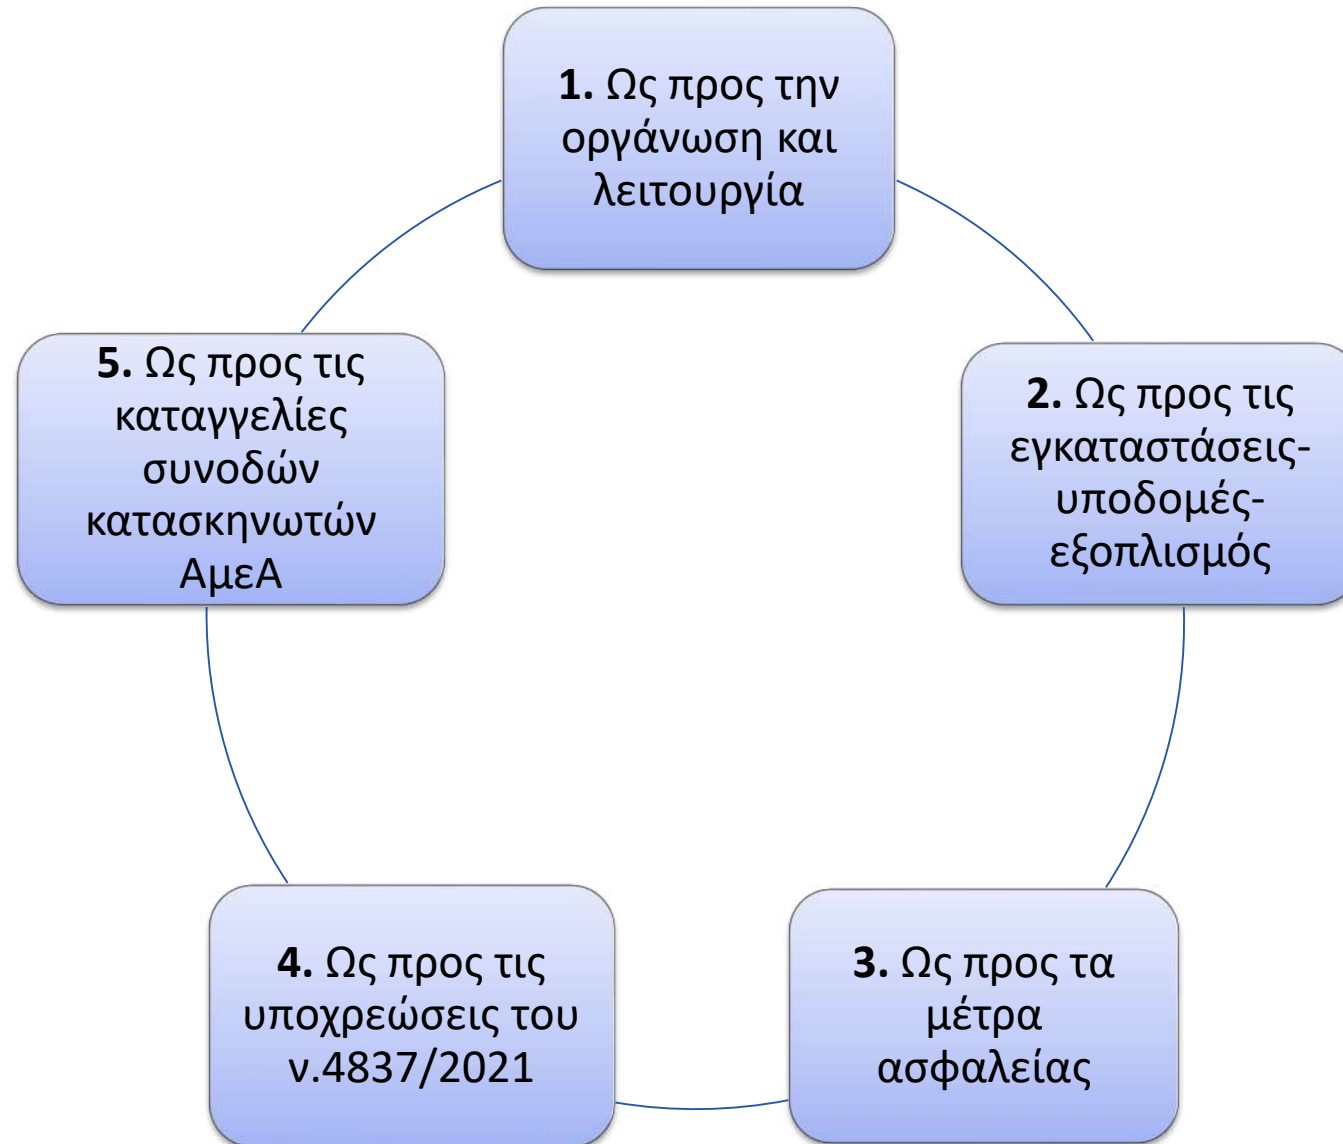 1. Ως προς την
οργάνωση και
λειτουργία
2. Ως προς τις
εγκαταστάσεις-
υποδομές-
εξοπλισμός
3. Ως προς τα
μέτρα
ασφαλείας
4. Ως προς τις
υποχρεώσεις του
ν.4837/2021
5. Ως προς τις
καταγγελίες
συνοδών
κατασκηνωτών
ΑμεΑ